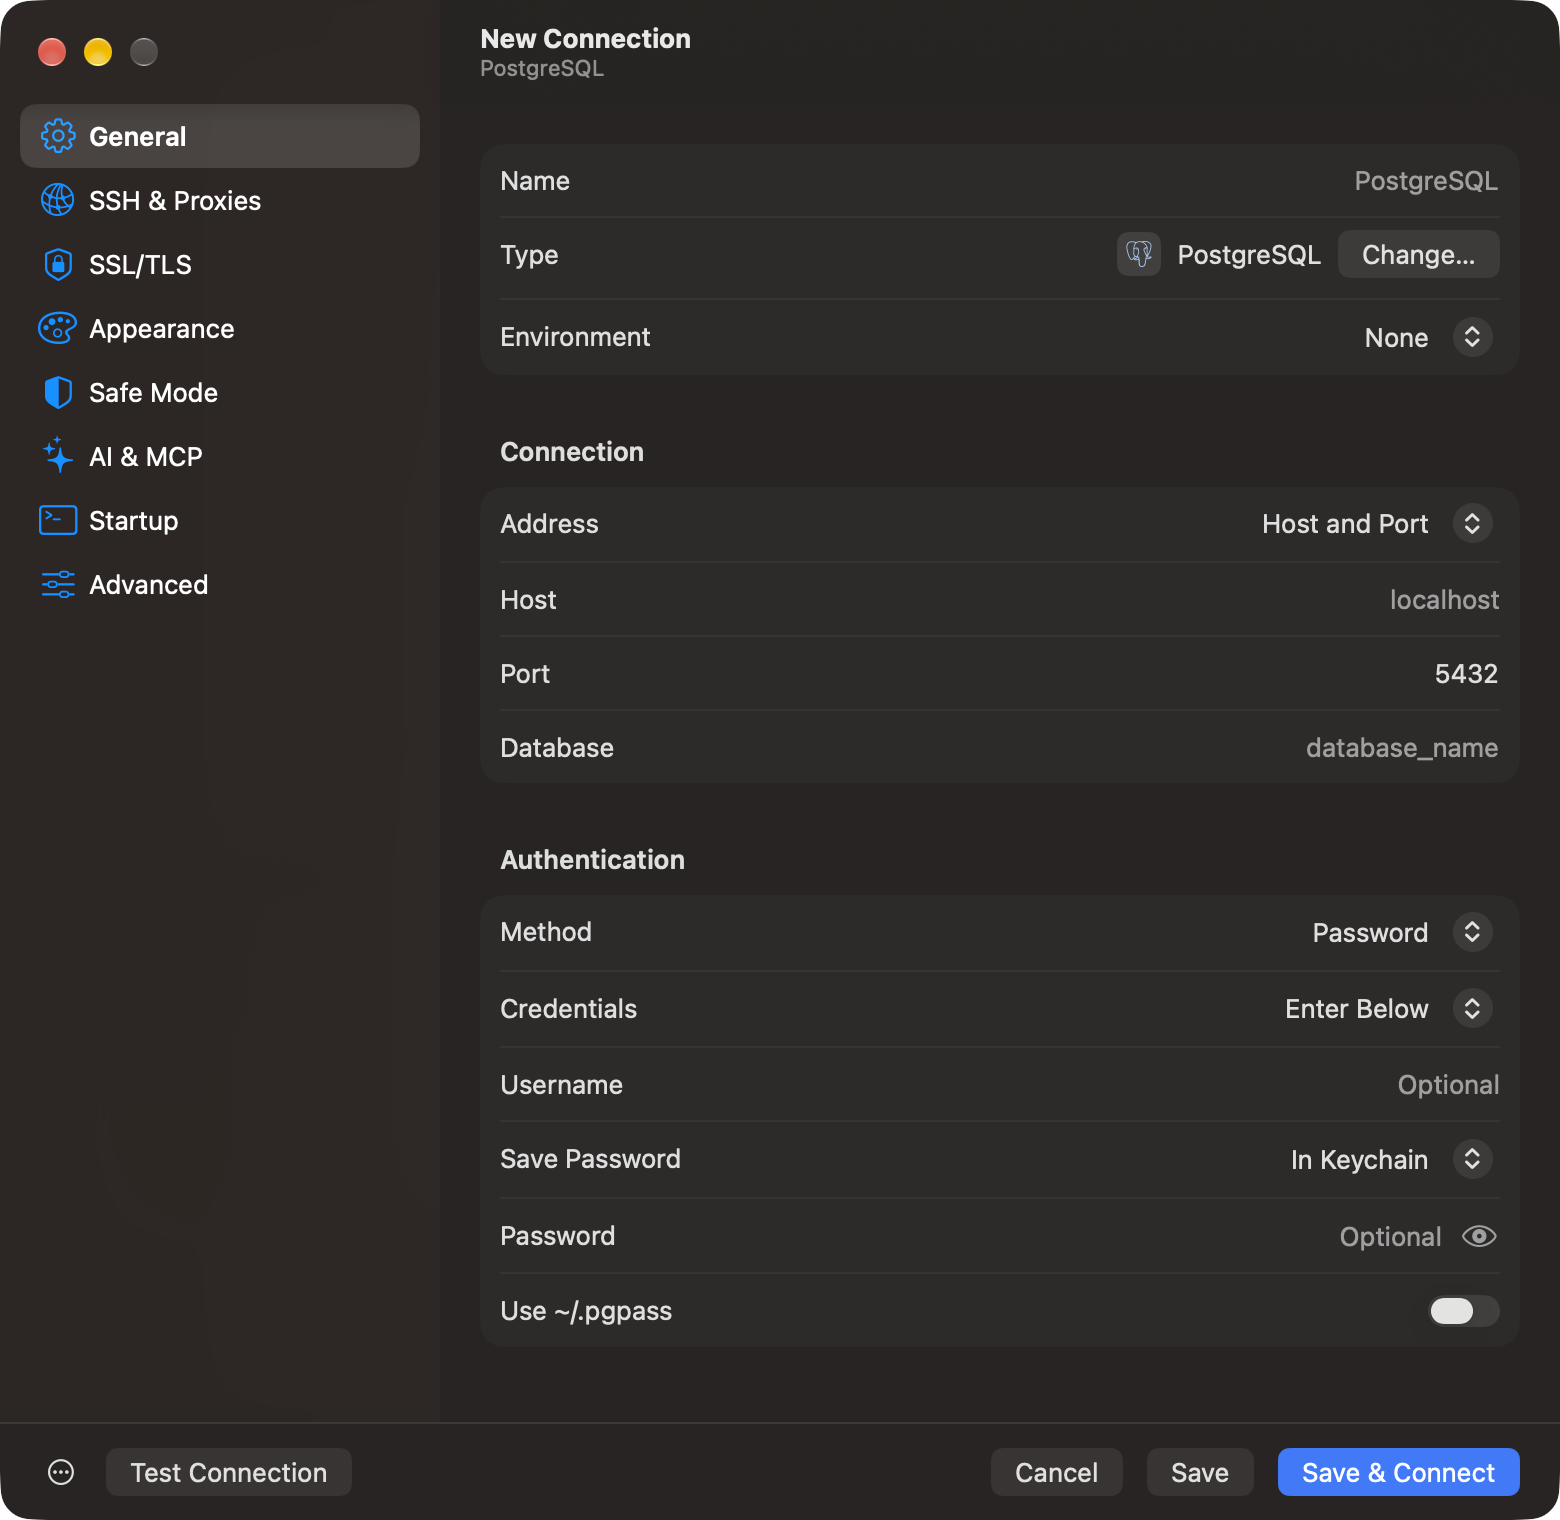 New Connection
PostgreSQL
General
SSH & Proxies
SSL/TLS
Appearance
Safe Mode
AI & MCP
Startup
Advanced
Name PostgreSQL
Type PostgreSQL Change...
Environment None
Connection
Address Host and Port
Host localhost
Port 5432
Database database_name
Authentication
Method Password
Credentials Enter Below
Username Optional
Save Password In Keychain
Password Optional
Use ~/.pgpass
Test Connection Cancel Save Save & Connect